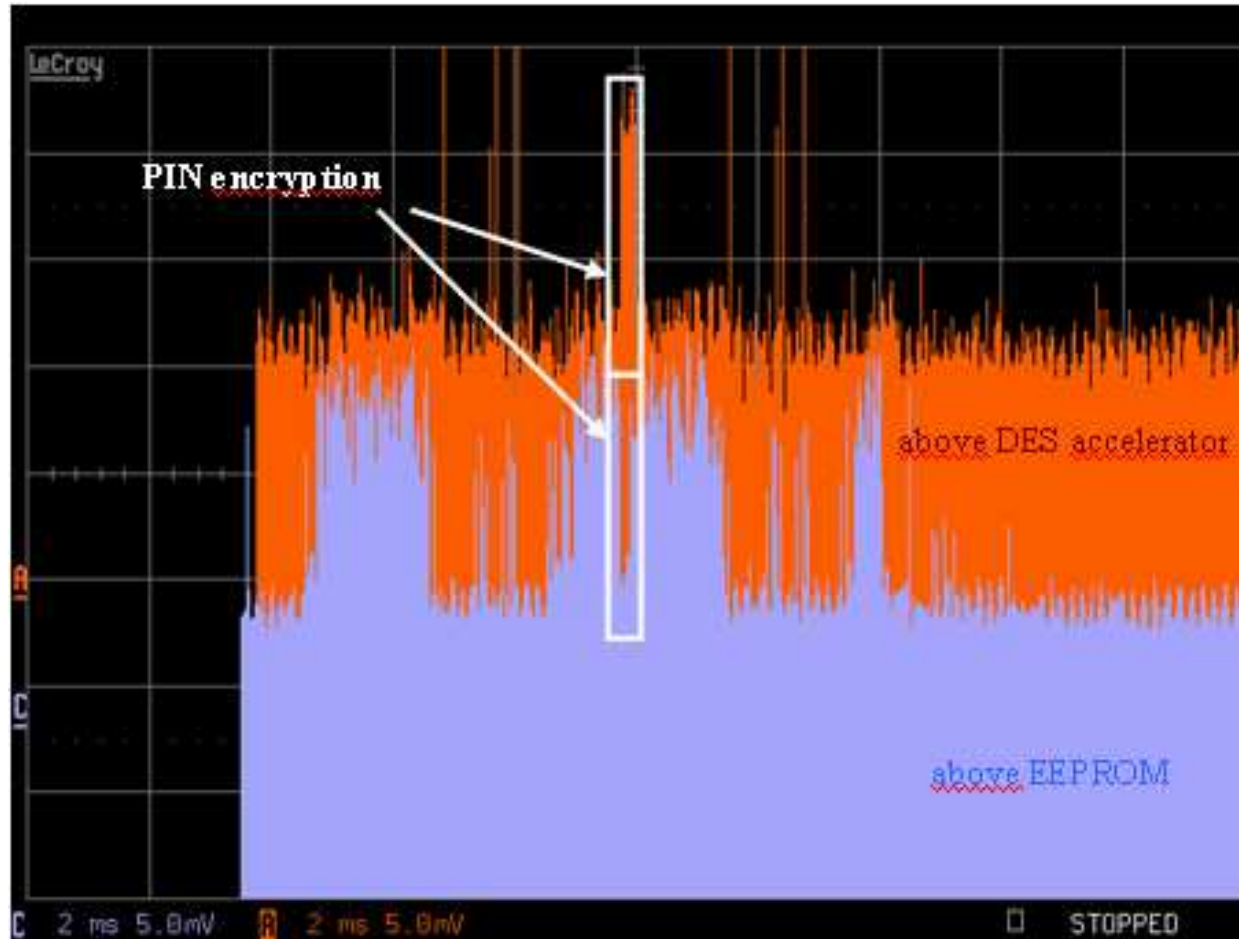 LeCroy
PIN encryption
above DES accelerator
A
C
above EEPROM
C 2 ms 5.0mV A 2 ms 5.0mV STOPPED